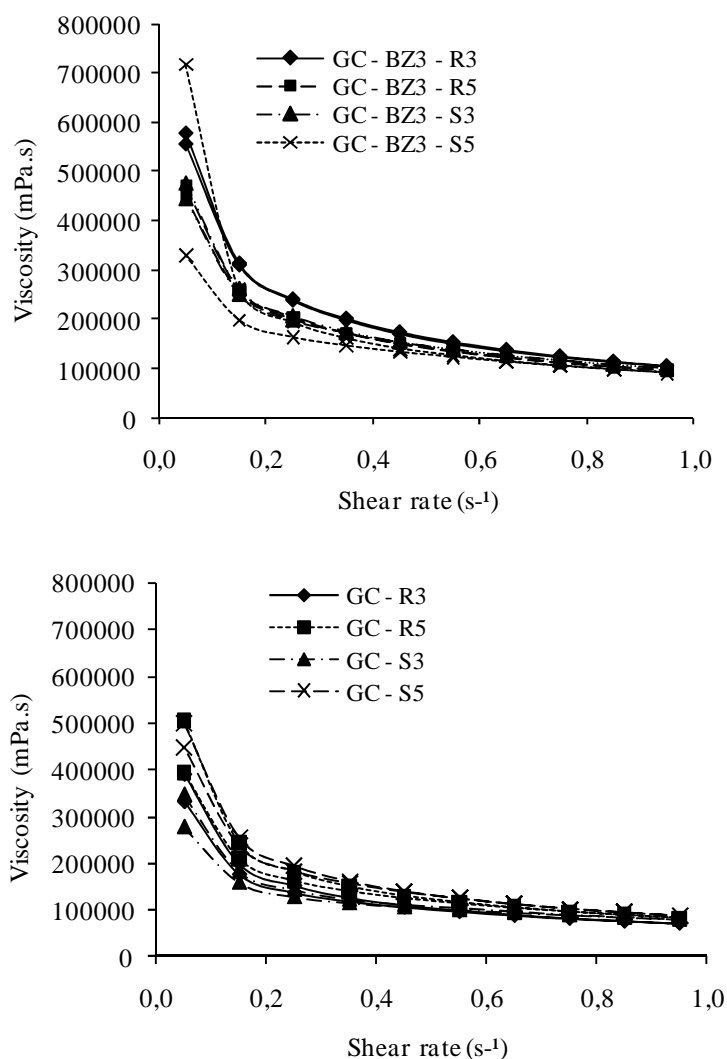 800000
700000
600000
500000
400000
300000
200000
100000
0
Viscosity (mPa.s)
GC - BZ3 - R3
GC - BZ3 - R5
GC - BZ3 - S3
GC - BZ3 - S5
0,0 0,2 0,4 0,6 0,8 1,0
Shear rate (s-¹)
800000
700000
600000
500000
400000
300000
200000
100000
0
Viscosity (mPa.s)
GC - R3
GC - R5
GC - S3
GC - S5
0,0 0,2 0,4 0,6 0,8 1,0
Shear rate (s-¹)